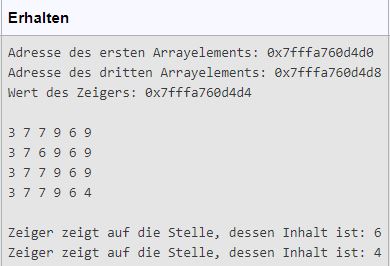 Erhalten
Adresse des ersten Arrayelements: 0x7fffa760d4d0
Adresse des dritten Arrayelements: 0x7fffa760d4d8
Wert des Zeigers: 0x7fffa760d4d4
3 7 7 9 6 9
3 7 6 9 6 9
3 7 7 9 6 9
3 7 7 9 6 4
Zeiger zeigt auf die Stelle, dessen Inhalt ist: 6
Zeiger zeigt auf die Stelle, dessen Inhalt ist: 4